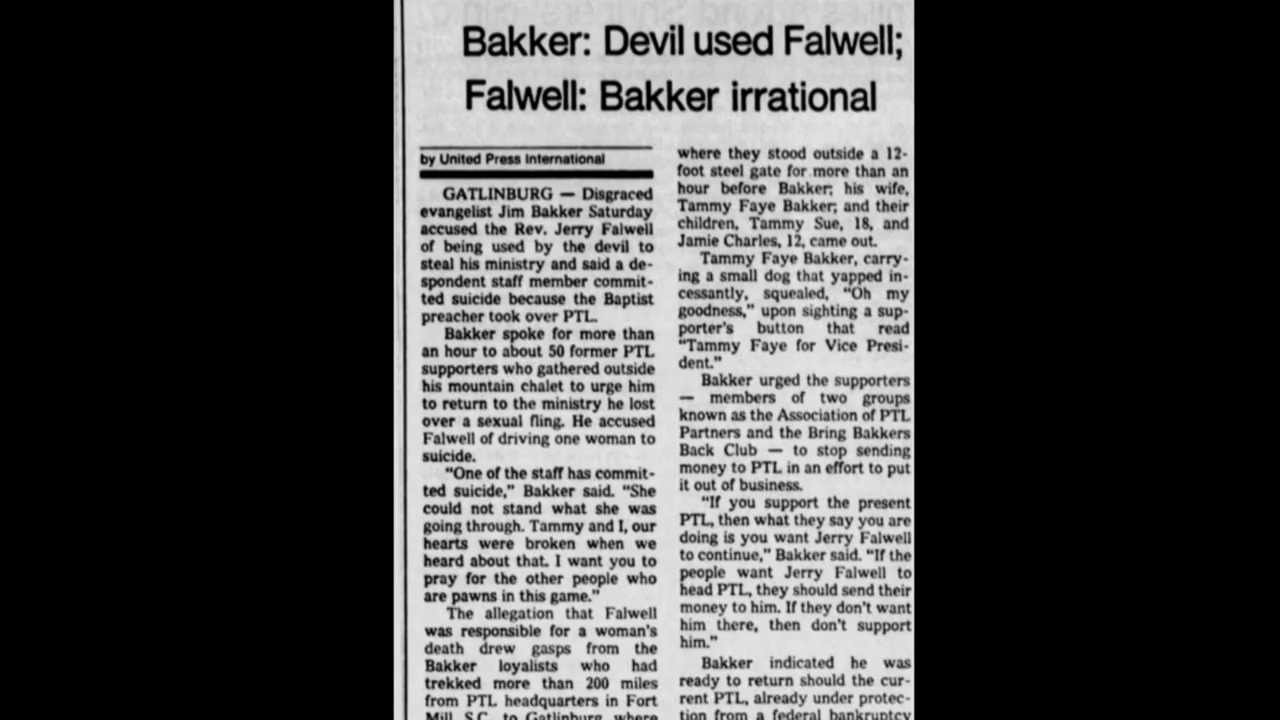 Bakker: Devil used Falwell;
Falwell: Bakker irrational
by United Press International
GATLINBURG — Disgraced
evangelist Jim Bakker Saturday
accused the Rev. Jerry Falwell
of being used by the devil to
steal his ministry and said a de-
spondent staff member commit-
ted suicide because the Baptist
preacher took over PTL.
Bakker spoke for more than
an hour to about 50 former PTL
supporters who gathered outside
his mountain chalet to urge him
to return to the ministry he lost
over a sexual fling. He accused
Falwell of driving one woman to
suicide.
"One of the staff has commit-
ted suicide," Bakker said. "She
could not stand what she was
going through. Tammy and I, our
hearts were broken when we
heard about that. I want you to
pray for the other people who
are pawns in this game."
The allegation that Falwell
was responsible for a woman's
death drew gasps from the
Bakker loyalists who had
trekked more than 200 miles
from PTL headquarters in Fort
Mill, S.C., to Gatlinburg, where
where they stood outside a 12-
foot steel gate for more than an
hour before Bakker; his wife,
Tammy Faye Bakker; and their
children, Tammy Sue, 18, and
Jamie Charles, 12, came out.
Tammy Faye Bakker, carry-
ing a small dog that yapped in-
cessantly, squealed, "Oh my
goodness," upon sighting a sup-
porter's button that read
"Tammy Faye for Vice Presi-
dent."
Bakker urged the supporters
— members of two groups
known as the Association of PTL
Partners and the Bring Bakkers
Back Club — to stop sending
money to PTL in an effort to put
it out of business.
"If you support the present
PTL, then what they say you are
doing is you want Jerry Falwell
to continue," Bakker said. "If the
people want Jerry Falwell to
head PTL, they should send their
money to him. If they don't want
him there, then don't support
him."
Bakker indicated he was
ready to return should the cur-
rent PTL, already under protec-
tion from a federal bankruptcy